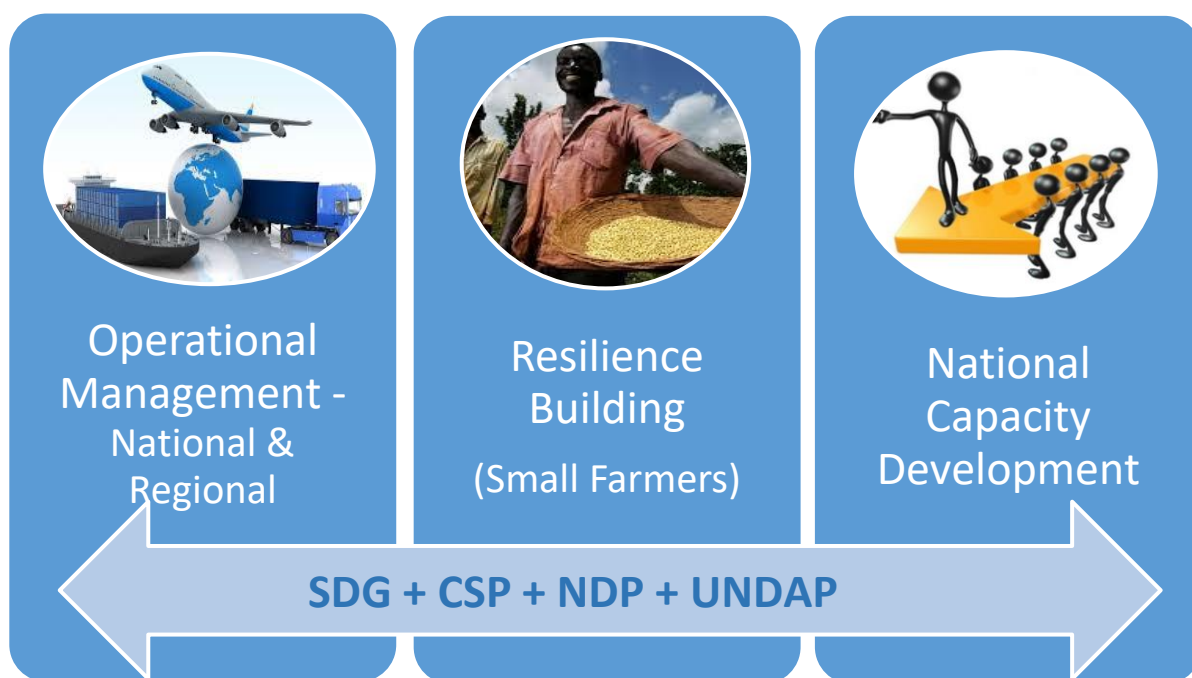 Operational
Management -
National &
Regional
Resilience
Building
(Small Farmers)
National
Capacity
Development
SDG + CSP + NDP + UNDAP